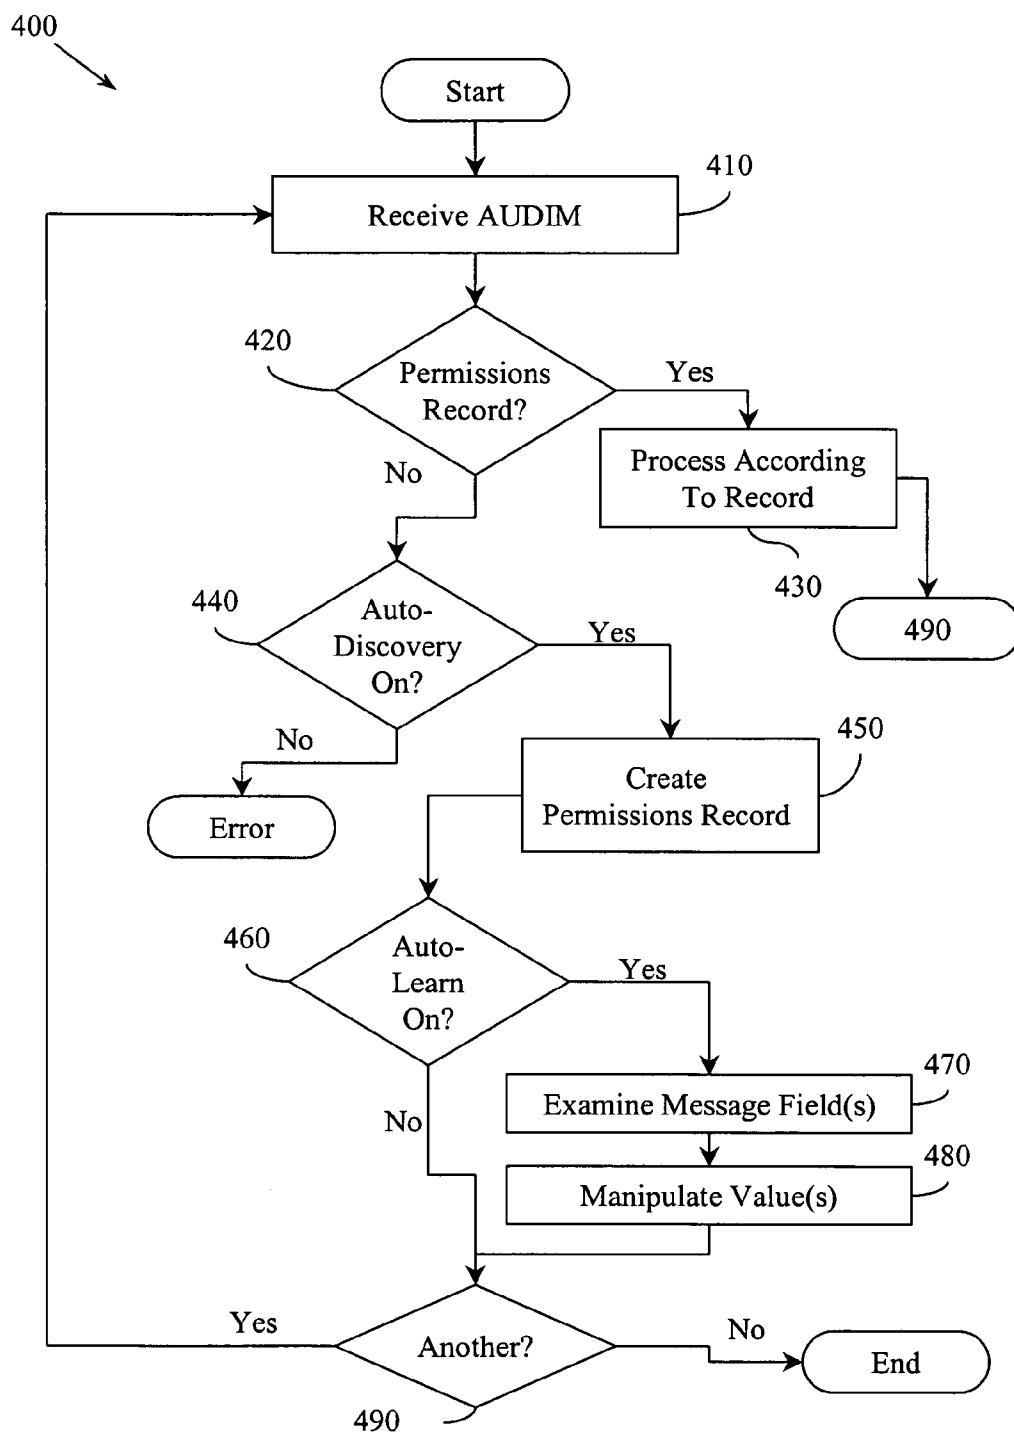 400
Start
410
Receive AUDIM
420
Permissions
Record?
Yes
No
Process According
To Record
430
440
Auto-
Discovery
On?
Yes
490
No
450
Create
Permissions Record
Error
460
Auto-
Learn
On?
Yes
470
Examine Message Field(s)
No
480
Manipulate Value(s)
Yes
Another?
No
End
490